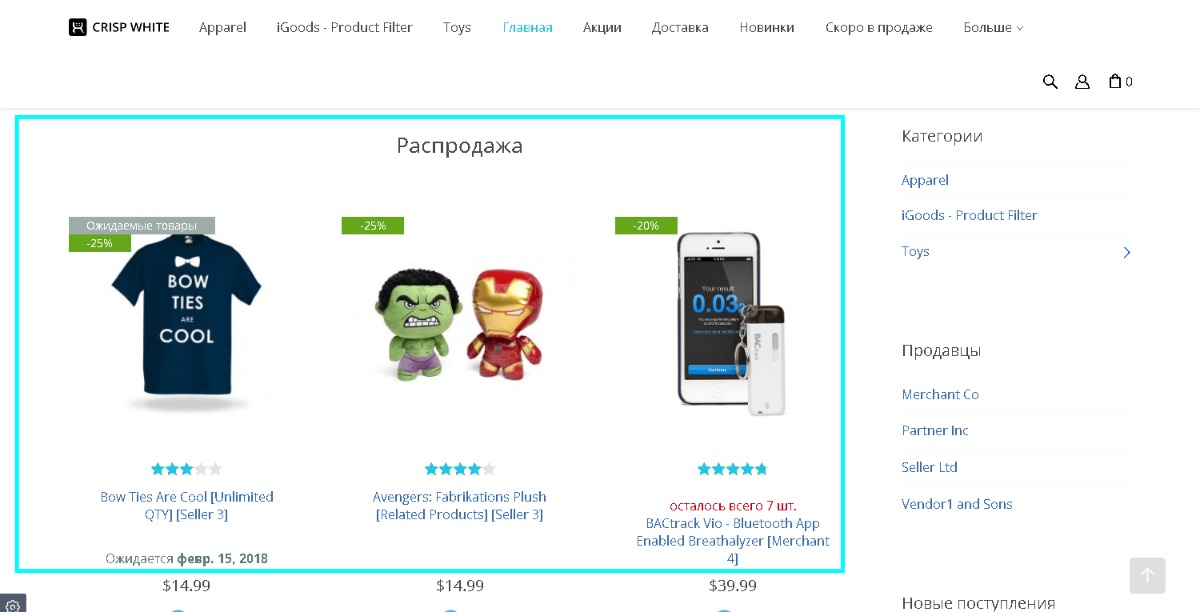 CRISP WHITE Apparel iGoods - Product Filter Toys Главная Акции Доставка Новинки Скоро в продаже Больше
0
Распродажа
Ожидаемые товары
-25%
-25%
-20%
BOW
TIES
ARE
COOL
Your result:
0.03
BACtrack
Bow Ties Are Cool [Unlimited
QTY] [Seller 3]
Ожидается февр. 15, 2018
$14.99
Avengers: Fabrikations Plush
[Related Products] [Seller 3]
$14.99
осталось всего 7 шт.
BACtrack Vio - Bluetooth App
Enabled Breathalyzer [Merchant
4]
$39.99
Категории
Apparel
iGoods - Product Filter
Toys
Продавцы
Merchant Co
Partner Inc
Seller Ltd
Vendor1 and Sons
Новые поступления